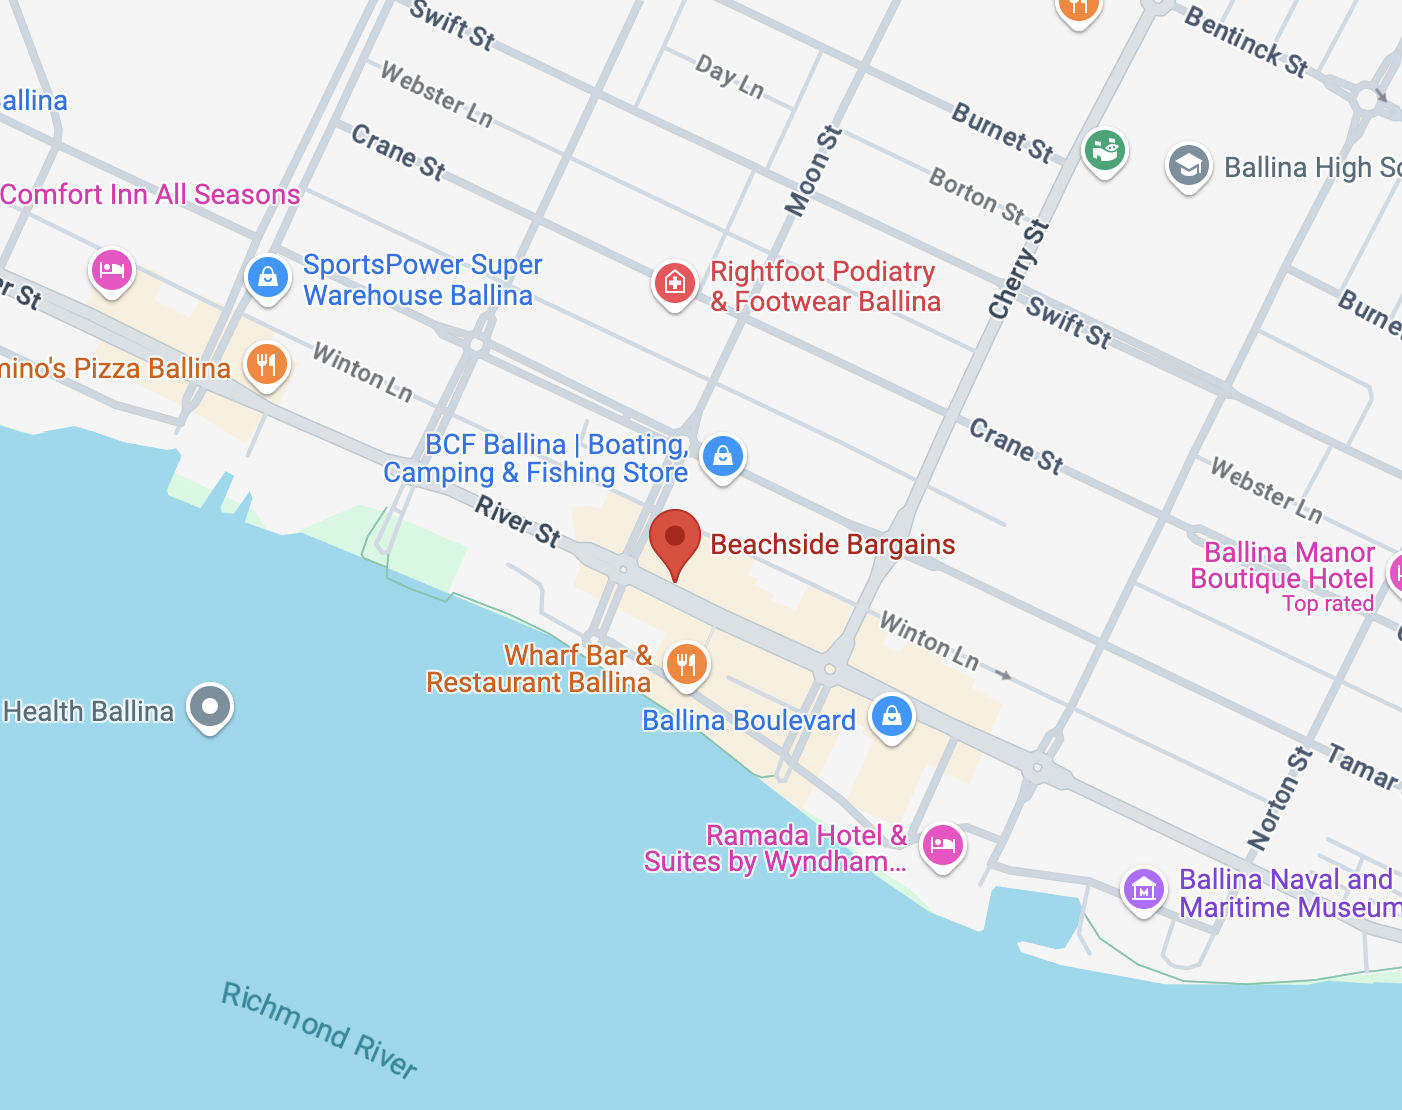 Swift St
Bentinck St
Day Ln
Webster Ln
allina
Burnet St
Crane St
Moon St
Borton St
Ballina High Sc
Comfort Inn All Seasons
Cherry St
SportsPower Super
Warehouse Ballina
Rightfoot Podiatry
& Footwear Ballina
er St
Swift St
Burne
mino's Pizza Ballina
Winton Ln
BCF Ballina | Boating,
Camping & Fishing Store
Crane St
Webster Ln
River St
Beachside Bargains
Ballina Manor
Boutique Hotel
Top rated
Winton Ln
Wharf Bar &
Restaurant Ballina
Health Ballina
Ballina Boulevard
Norton St
Tamar
Ramada Hotel &
Suites by Wyndham...
Ballina Naval and
Maritime Museum
Richmond River